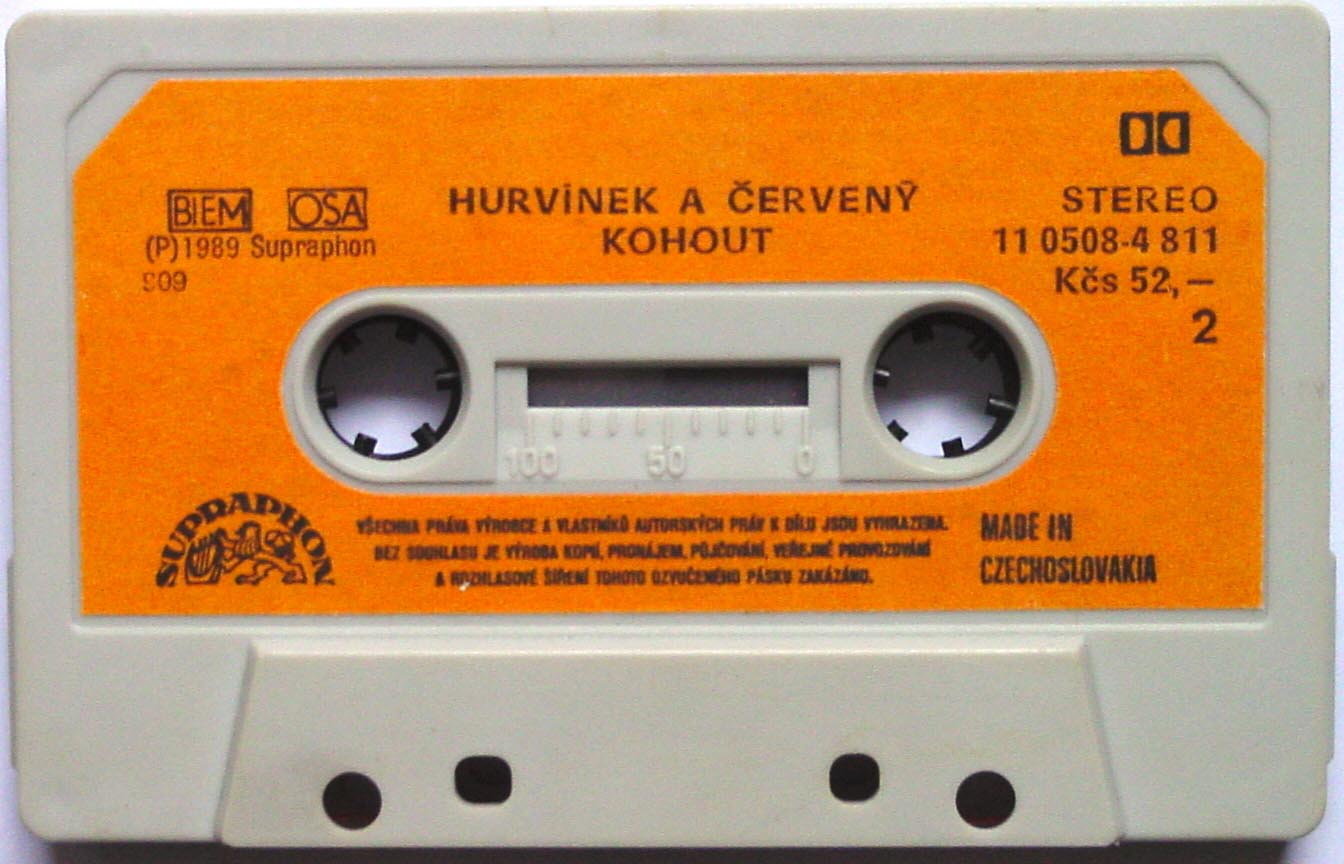 BIEM OSA
(P)1989 Supraphon
909
HURVÍNEK A ČERVENÝ
KOHOUT
STEREO
11 0508-4 811
Kčs 52,—
2
100 50 0
SUPRAPHON
VŠECHNA PRÁVA VÝROBCE A VLASTNÍKŮ AUTORSKÝCH PRÁV K DÍLU JSOU VYHRAZENA.
BEZ SOUHLASU JE VÝROBA KOPIÍ, PRONÁJEM, PŮJČOVÁNÍ, VEŘEJNÉ PROVOZOVÁNÍ
A ROZHLASOVÉ ŠÍŘENÍ TOHOTO OZVUČENÉHO PÁSKU ZAKÁZÁNO.
MADE IN
CZECHOSLOVAKIA